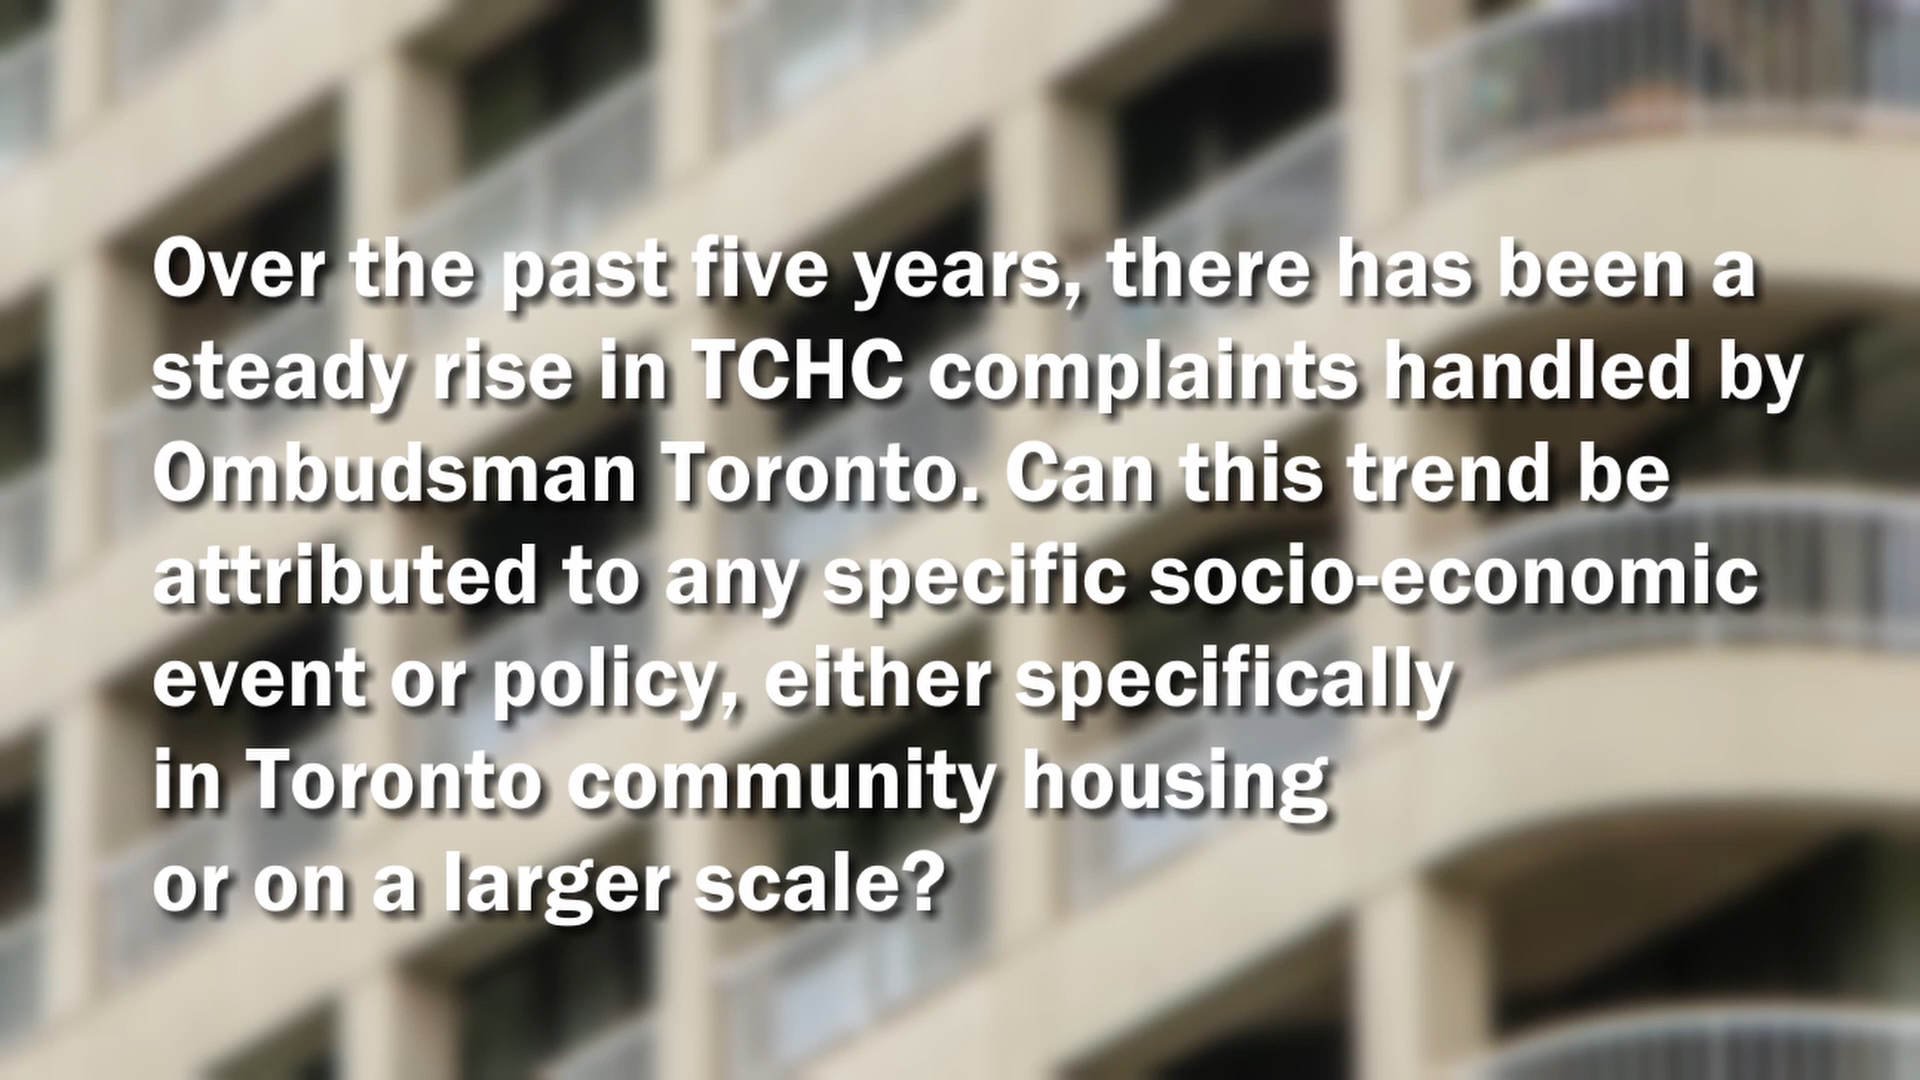 Over the past five years, there has been a
steady rise in TCHC complaints handled by
Ombudsman Toronto. Can this trend be
attributed to any specific socio-economic
event or policy, either specifically
in Toronto community housing
or on a larger scale?